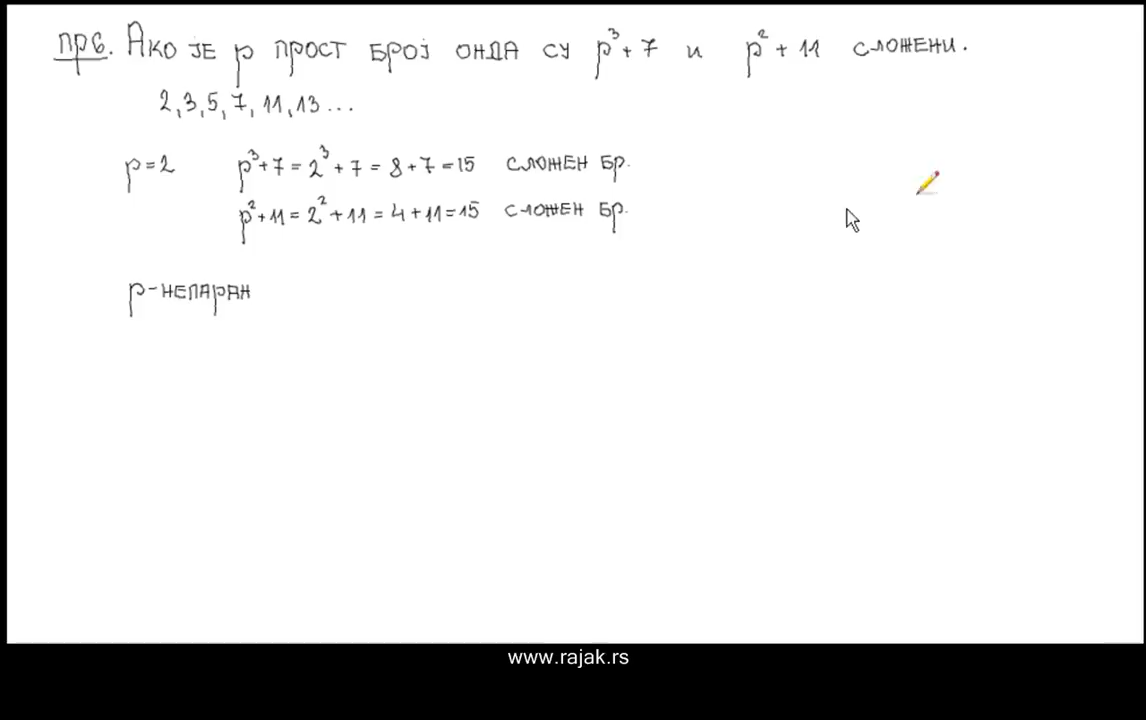 ПР6. АКО ЈЕ p ПРОСТ БРОЈ ОНДА СУ p³+7 и p²+11 СЛОЖЕНИ.
2,3,5,7,11,13...
p=2 p³+7=2³+7=8+7=15 СЛОЖЕН БР.
p²+11=2²+11=4+11=15 СЛОЖЕН БР.
p-НЕПАРАН
www.rajak.rs